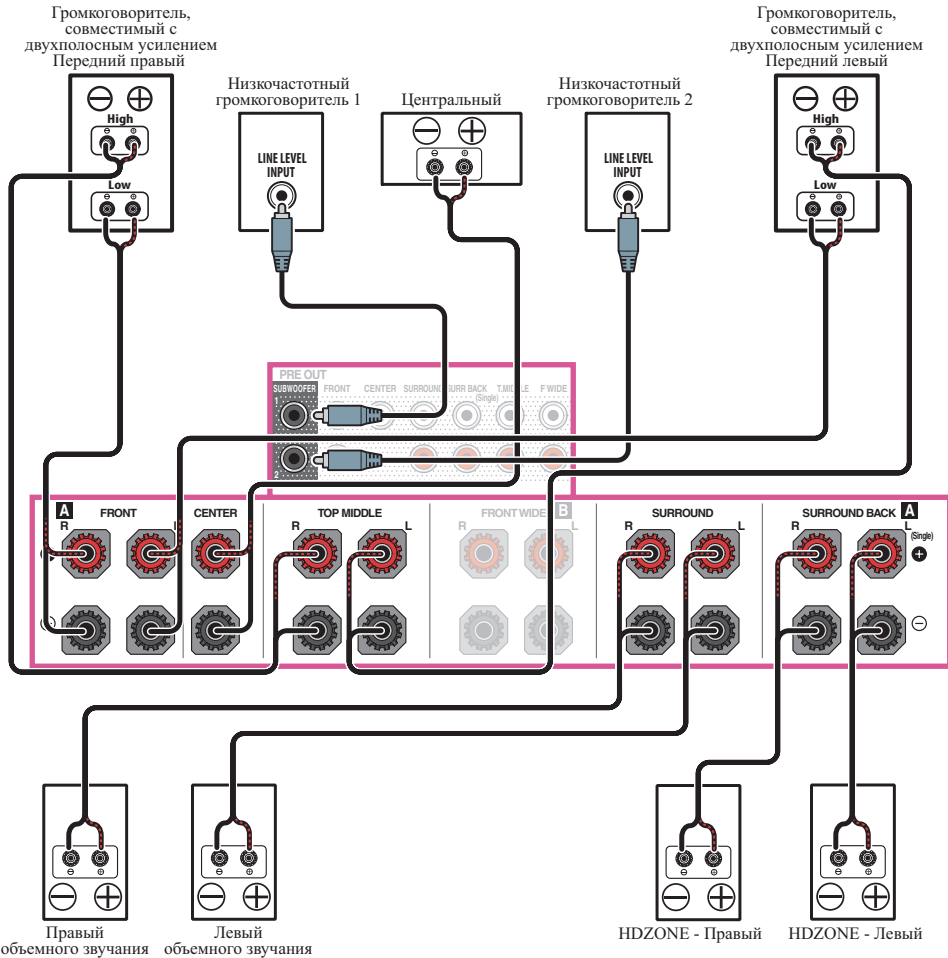 Громкоговоритель,
совместимый с
двухполосным усилением
Передний правый
Громкоговоритель,
совместимый с
двухполосным усилением
Передний левый
Низкочастотный
громкоговоритель 1
Центральный
Низкочастотный
громкоговоритель 2
High
Low
LINE LEVEL
INPUT
LINE LEVEL
INPUT
High
Low
PRE OUT
SUBWOOFER FRONT CENTER SURROUND SURR BACK T.MIDDLE F WIDE
(Single)
1
2
A FRONT CENTER TOP MIDDLE FRONT WIDE B SURROUND SURROUND BACK A
R L R L R L R L R L
(Single)
Правый
объемного звучания
Левый
объемного звучания
HDZONE - Правый
HDZONE - Левый